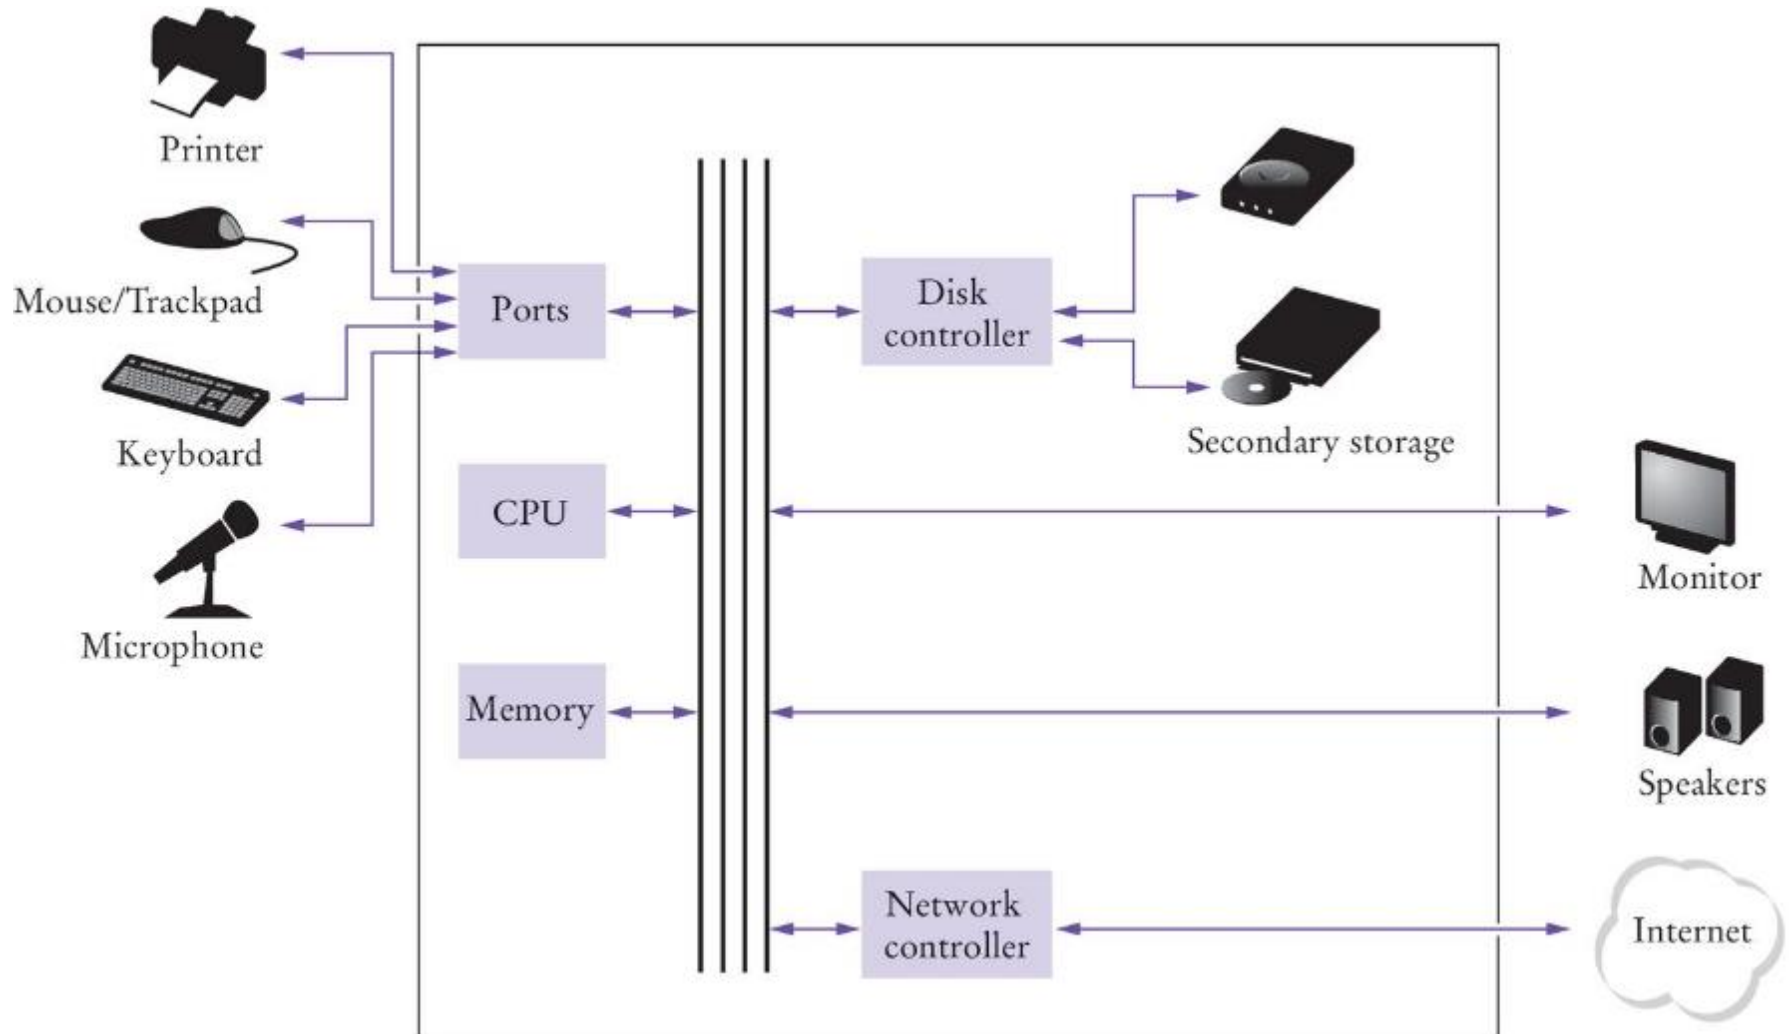 Printer
Mouse/Trackpad
Keyboard
Microphone
Ports
CPU
Memory
Disk
controller
Secondary storage
Network
controller
Monitor
Speakers
Internet